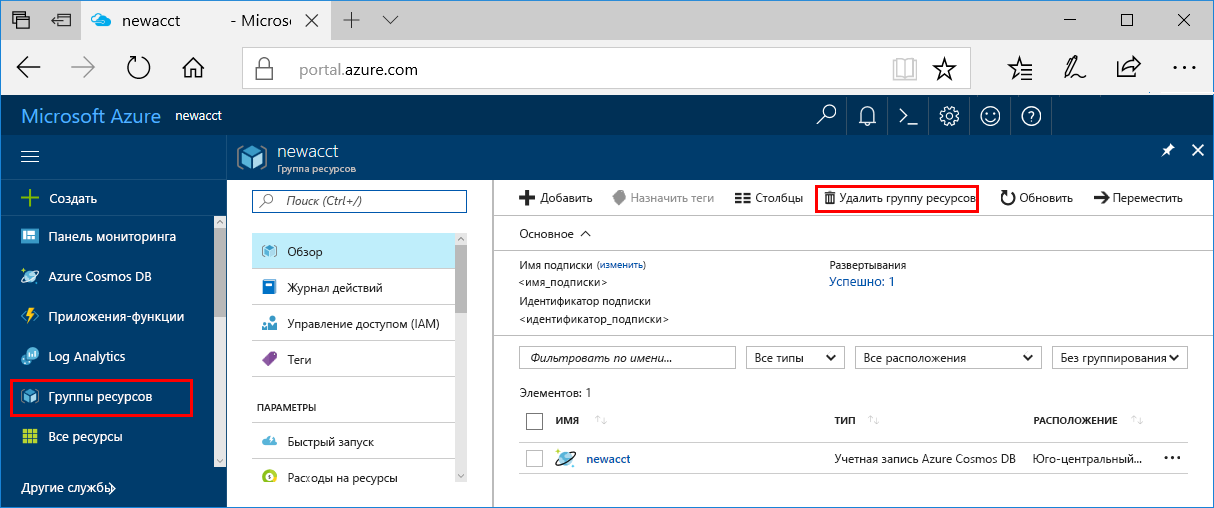 newacct - Microsc
portal.azure.com
Microsoft Azure newacct
newacct
Группа ресурсов
Создать
Панель мониторинга
Azure Cosmos DB
Приложения-функции
Log Analytics
Группы ресурсов
Все ресурсы
Другие службы
Поиск (Ctrl+/)
Обзор
Журнал действий
Управление доступом (IAM)
Теги
ПАРАМЕТРЫ
Быстрый запуск
Расходы на ресурсы
Добавить Назначить теги Столбцы Удалить группу ресурсов Обновить Переместить
Основное
Имя подписки (изменить) Развертывания
<имя_подписки> Успешно: 1
Идентификатор подписки
<идентификатор_подписки>
Фильтровать по имени... Все типы Все расположения Без группирования
Элементов: 1
ИМЯ ТИП РАСПОЛОЖЕНИЕ
newacct Учетная запись Azure Cosmos DB Юго-центральный...